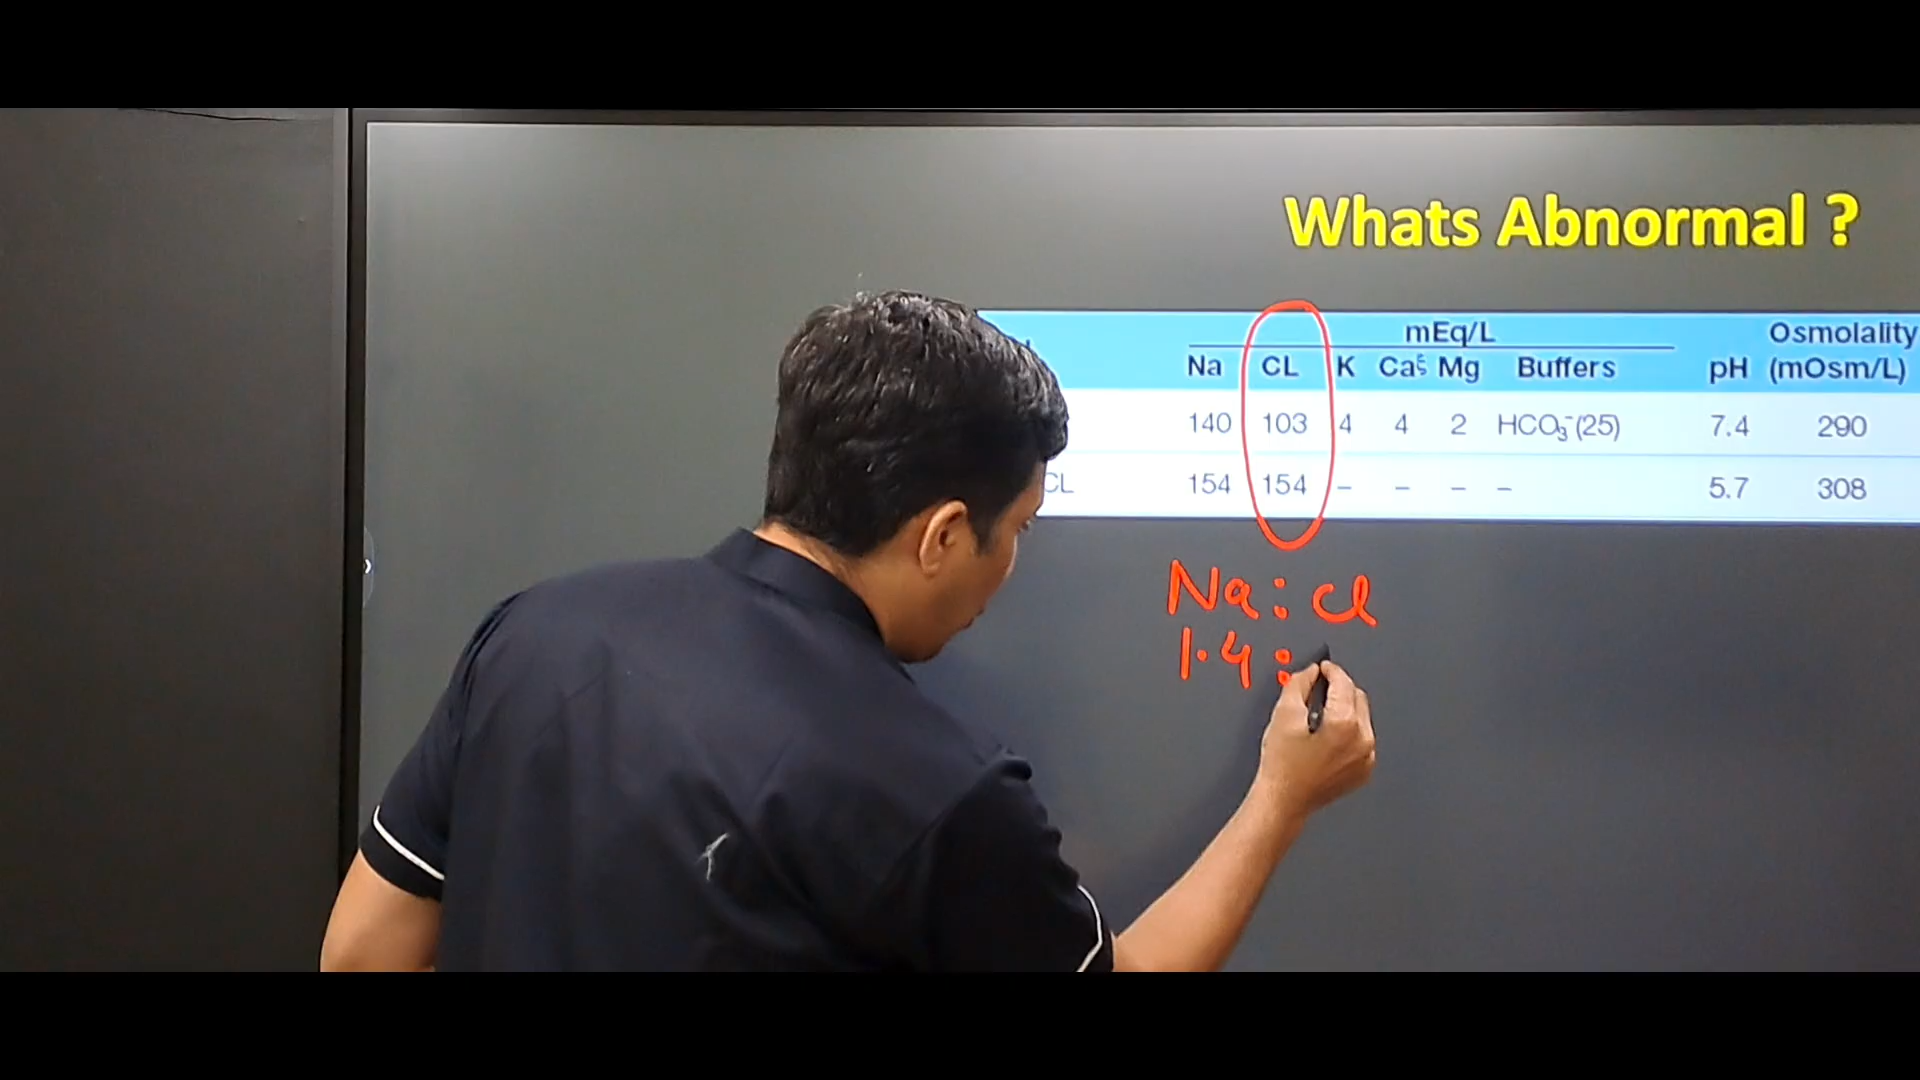 Whats Abnormal ?
mEq/L Osmolality
Na CL K Ca^ξ Mg Buffers pH (mOsm/L)
140 103 4 4 2 HCO₃⁻(25) 7.4 290
CL 154 154 – – – – 5.7 308
Na : Cl
1.4 :